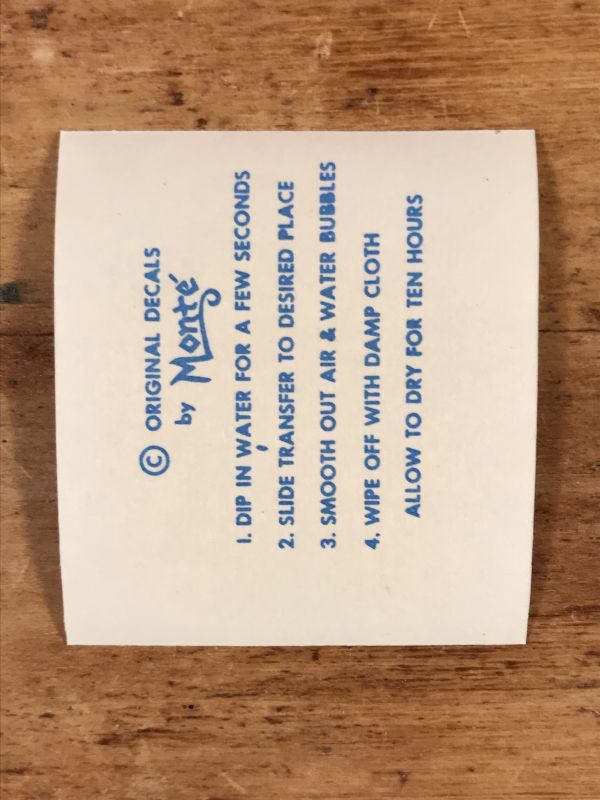 © ORIGINAL DECALS
by Monté
1. DIP IN WATER FOR A FEW SECONDS
2. SLIDE TRANSFER TO DESIRED PLACE
3. SMOOTH OUT AIR & WATER BUBBLES
4. WIPE OFF WITH DAMP CLOTH
ALLOW TO DRY FOR TEN HOURS